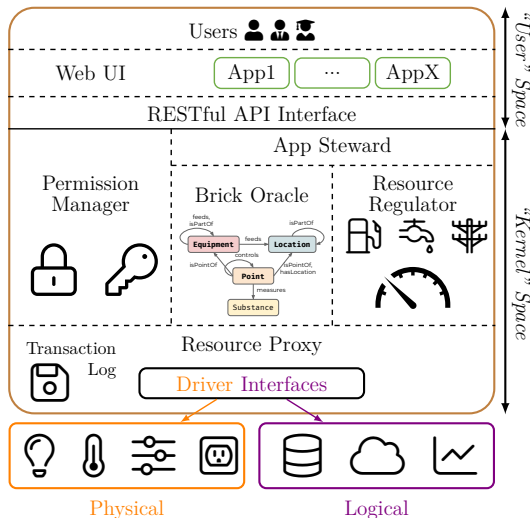 Users
Web UI
App1
...
AppX
RESTful API Interface
App Steward
Permission
Manager
Brick Oracle
feeds,
isPartOf
Equipment
feeds
Location
isPartOf
controls
isPointOf
Point
isPointOf,
hasLocation
measures
Substance
Resource
Regulator
Transaction
Log
Resource Proxy
Driver Interfaces
Physical
Logical
"User" Space
"Kernel" Space